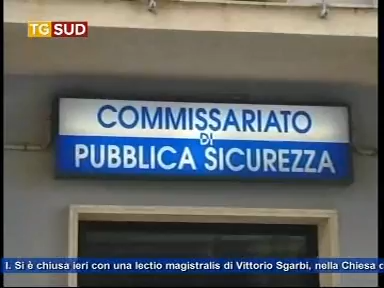 TG SUD
COMMISSARIATO
DI
PUBBLICA SICUREZZA
I. Si è chiusa ieri con una lectio magistralis di Vittorio Sgarbi, nella Chiesa d